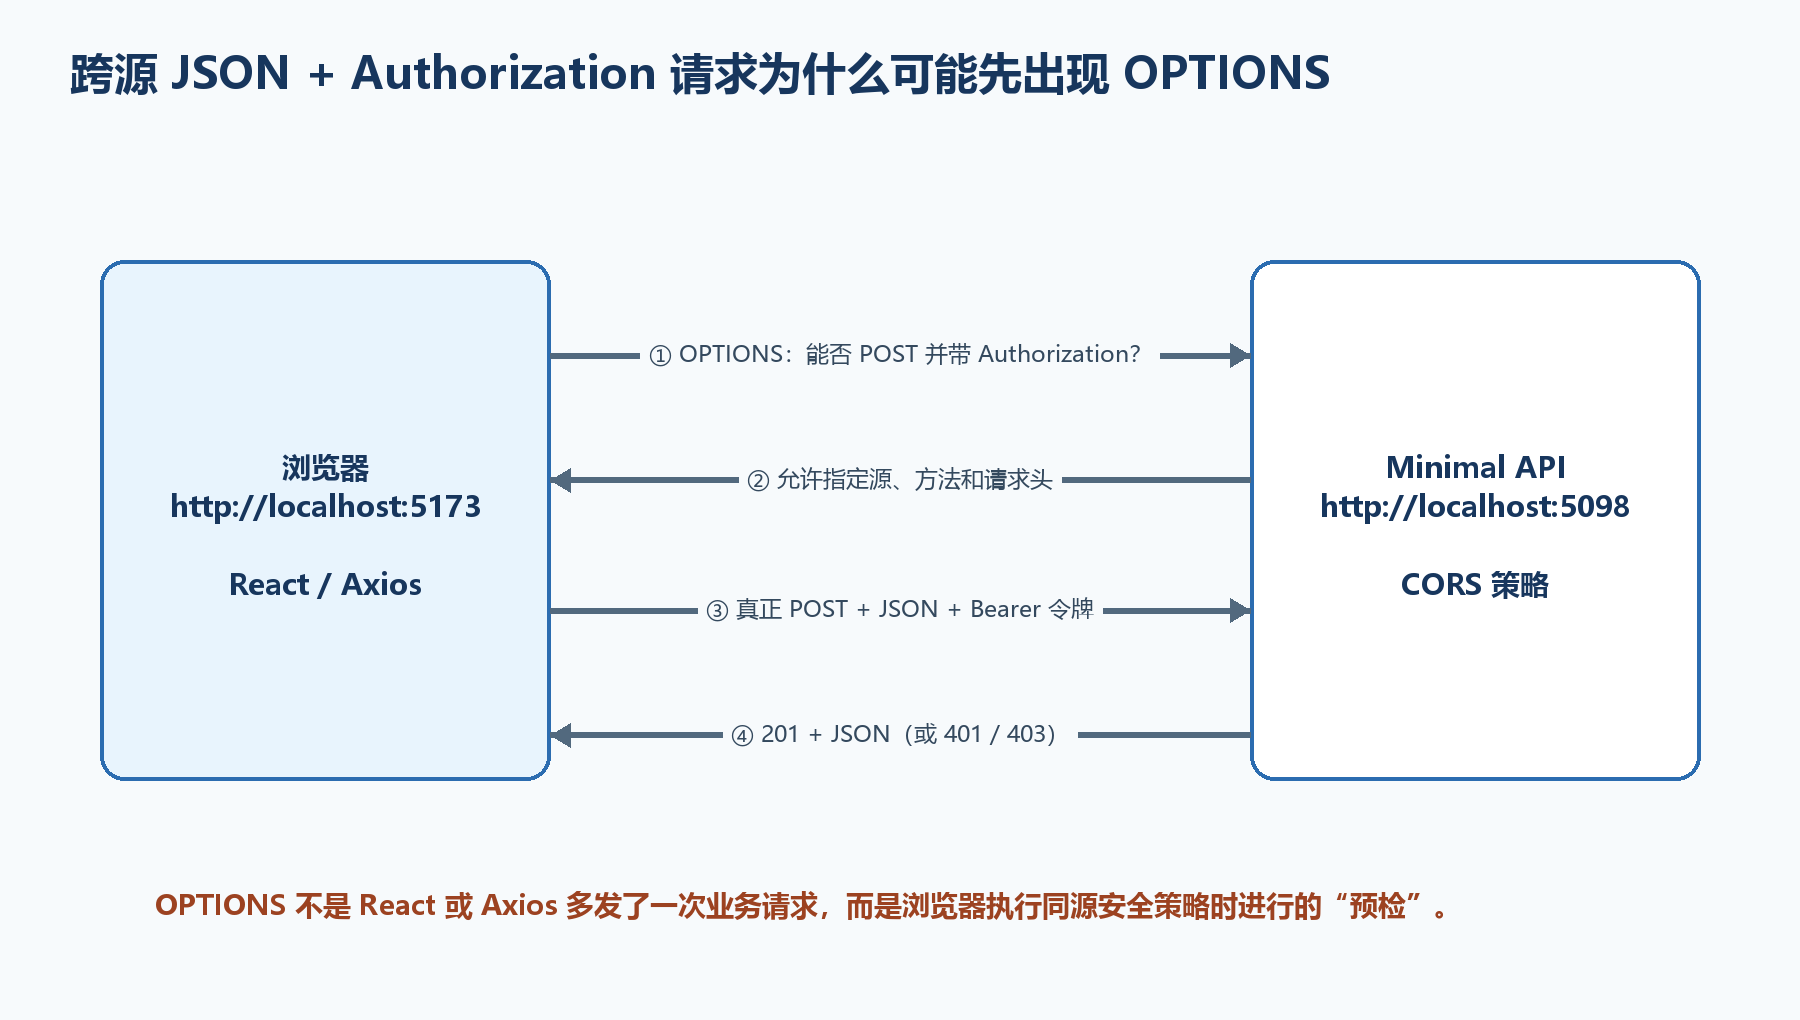 跨源 JSON + Authorization 请求为什么可能先出现 OPTIONS
① OPTIONS：能否 POST 并带 Authorization？
浏览器
http://localhost:5173
React / Axios
② 允许指定源、方法和请求头
Minimal API
http://localhost:5098
CORS 策略
③ 真正 POST + JSON + Bearer 令牌
④ 201 + JSON（或 401 / 403）
OPTIONS 不是 React 或 Axios 多发了一次业务请求，而是浏览器执行同源安全策略时进行的“预检”。